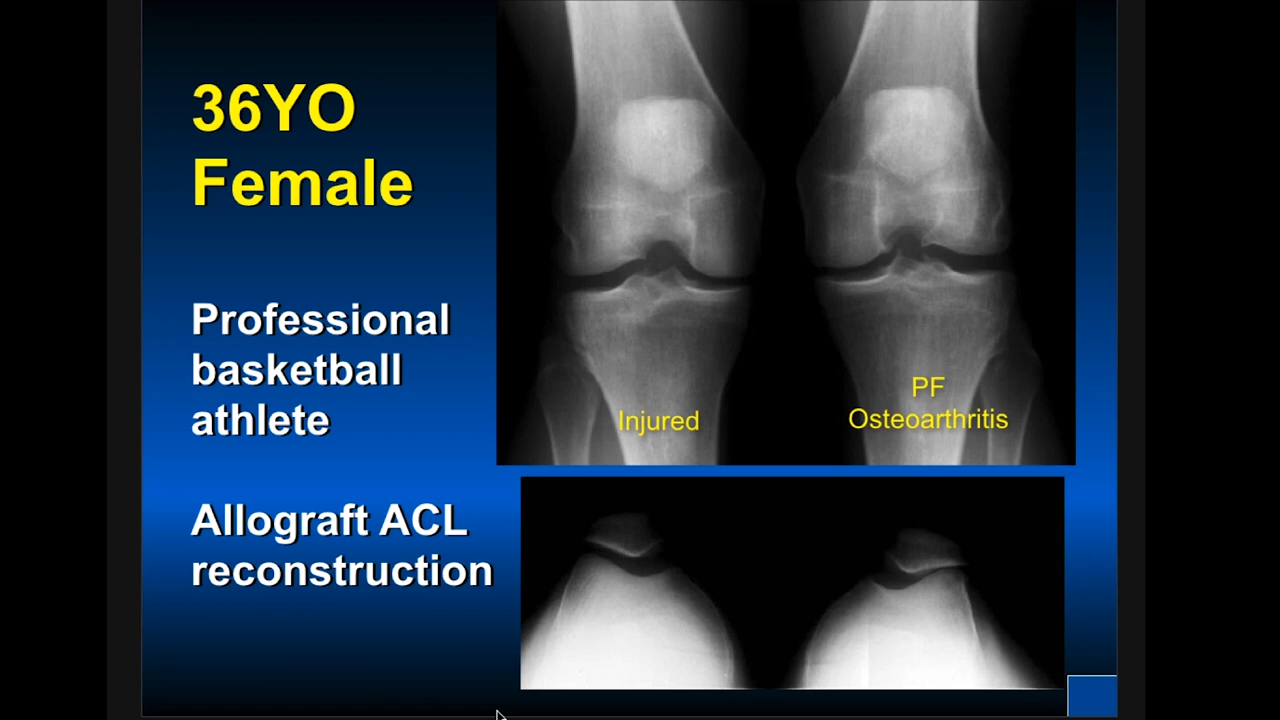 36YO
Female
Professional
basketball
athlete
Allograft ACL
reconstruction
Injured
PF
Osteoarthritis